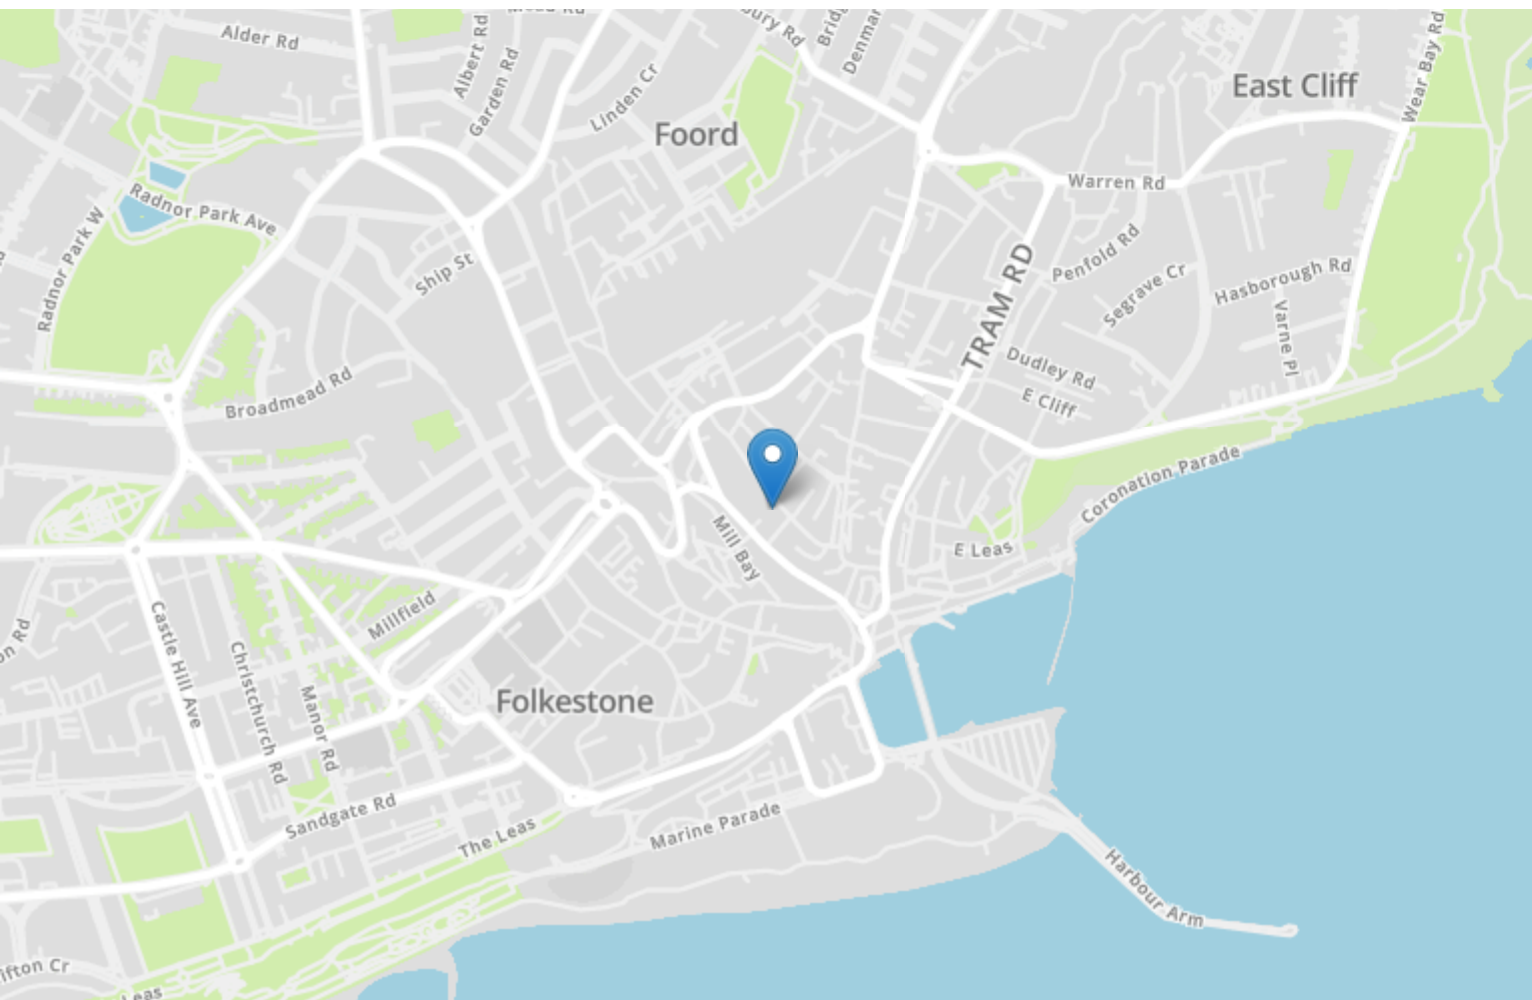 Alder Rd
Albert Rd
Garden Rd
Linden Cr
Foord
East Cliff
Wear Bay Rd
Radnor Park Ave
Radnor Park W
Ship St
Warren Rd
Penfold Rd
Segrave Cr
Hasborough Rd
Varne Pl
TRAM RD
Dudley Rd
E Cliff
Broadmead Rd
Coronation Parade
Mill Bay
E Leas
Millfield
Castle Hill Ave
Christchurch Rd
Manor Rd
Folkestone
Sandgate Rd
The Leas
Marine Parade
Harbour Arm
Leas